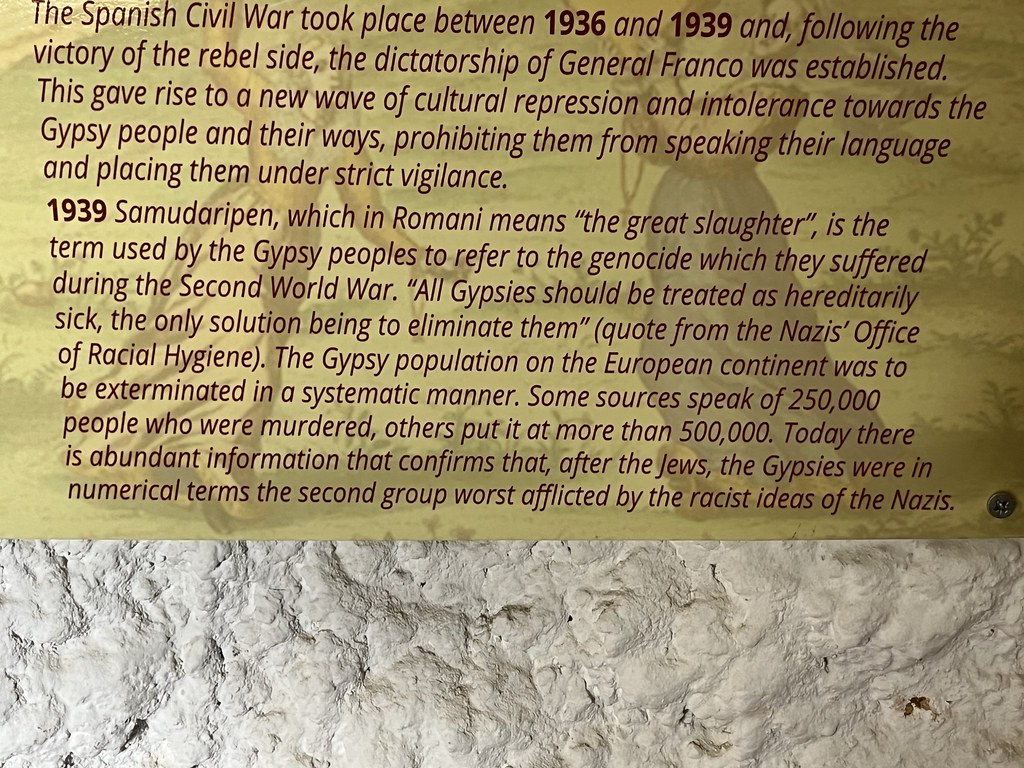 The Spanish Civil War took place between 1936 and 1939 and, following the
victory of the rebel side, the dictatorship of General Franco was established.
This gave rise to a new wave of cultural repression and intolerance towards the
Gypsy people and their ways, prohibiting them from speaking their language
and placing them under strict vigilance.
1939 Samudaripen, which in Romani means “the great slaughter”, is the
term used by the Gypsy peoples to refer to the genocide which they suffered
during the Second World War. “All Gypsies should be treated as hereditarily
sick, the only solution being to eliminate them” (quote from the Nazis’ Office
of Racial Hygiene). The Gypsy population on the European continent was to
be exterminated in a systematic manner. Some sources speak of 250,000
people who were murdered, others put it at more than 500,000. Today there
is abundant information that confirms that, after the Jews, the Gypsies were in
numerical terms the second group worst afflicted by the racist ideas of the Nazis.